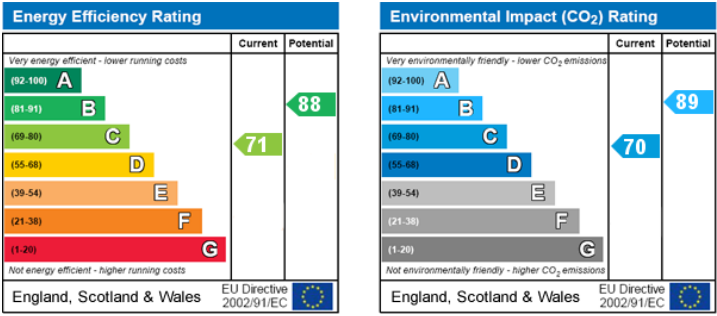 Energy Efficiency Rating
Current Potential
Very energy efficient - lower running costs
(92-100) A
(81-91) B
88
(69-80) C
71
(55-68) D
(39-54) E
(21-38) F
(1-20) G
Not energy efficient - higher running costs
England, Scotland & Wales
EU Directive
2002/91/EC
Environmental Impact (CO2) Rating
Current Potential
Very environmentally friendly - lower CO2 emissions
(92-100) A
(81-91) B
89
(69-80) C
70
(55-68) D
(39-54) E
(21-38) F
(1-20) G
Not environmentally friendly - higher CO2 emissions
England, Scotland & Wales
EU Directive
2002/91/EC